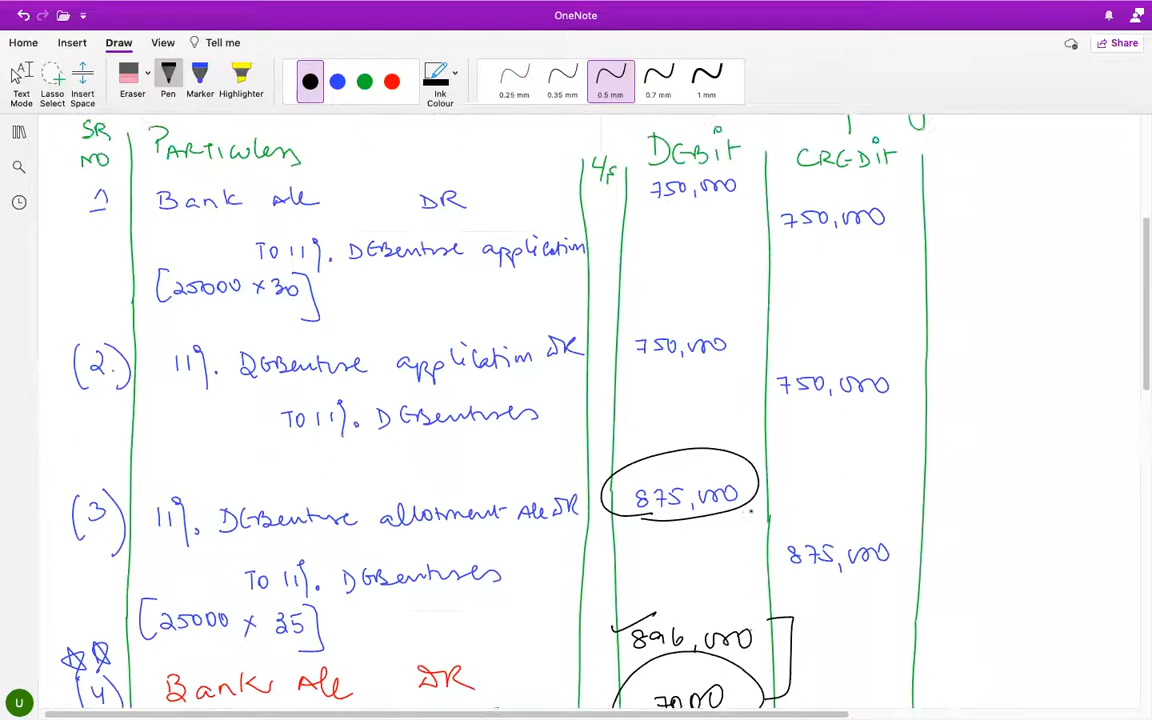 OneNote
Home Insert Draw View Tell me Share
Text Mode Lasso Select Insert Space Eraser Pen Marker Highlighter Ink Colour 0.25 mm 0.35 mm 0.5 mm 0.7 mm 1 mm
SR NO PARTICULERS DEBIT CREDIT
1 Bank A/c DR 750,000
TO 11%. DEBenture application 750,000
[25000 × 30]
(2.) 11%. DEBenture application DR 750,000
TO 11%. DEBentures 750,000
(3) 11%. DEBenture allotment A/c DR 875,000
TO 11%. DEBentures 875,000
[25000 × 35]
896,000
(4) Bank A/c DR
U